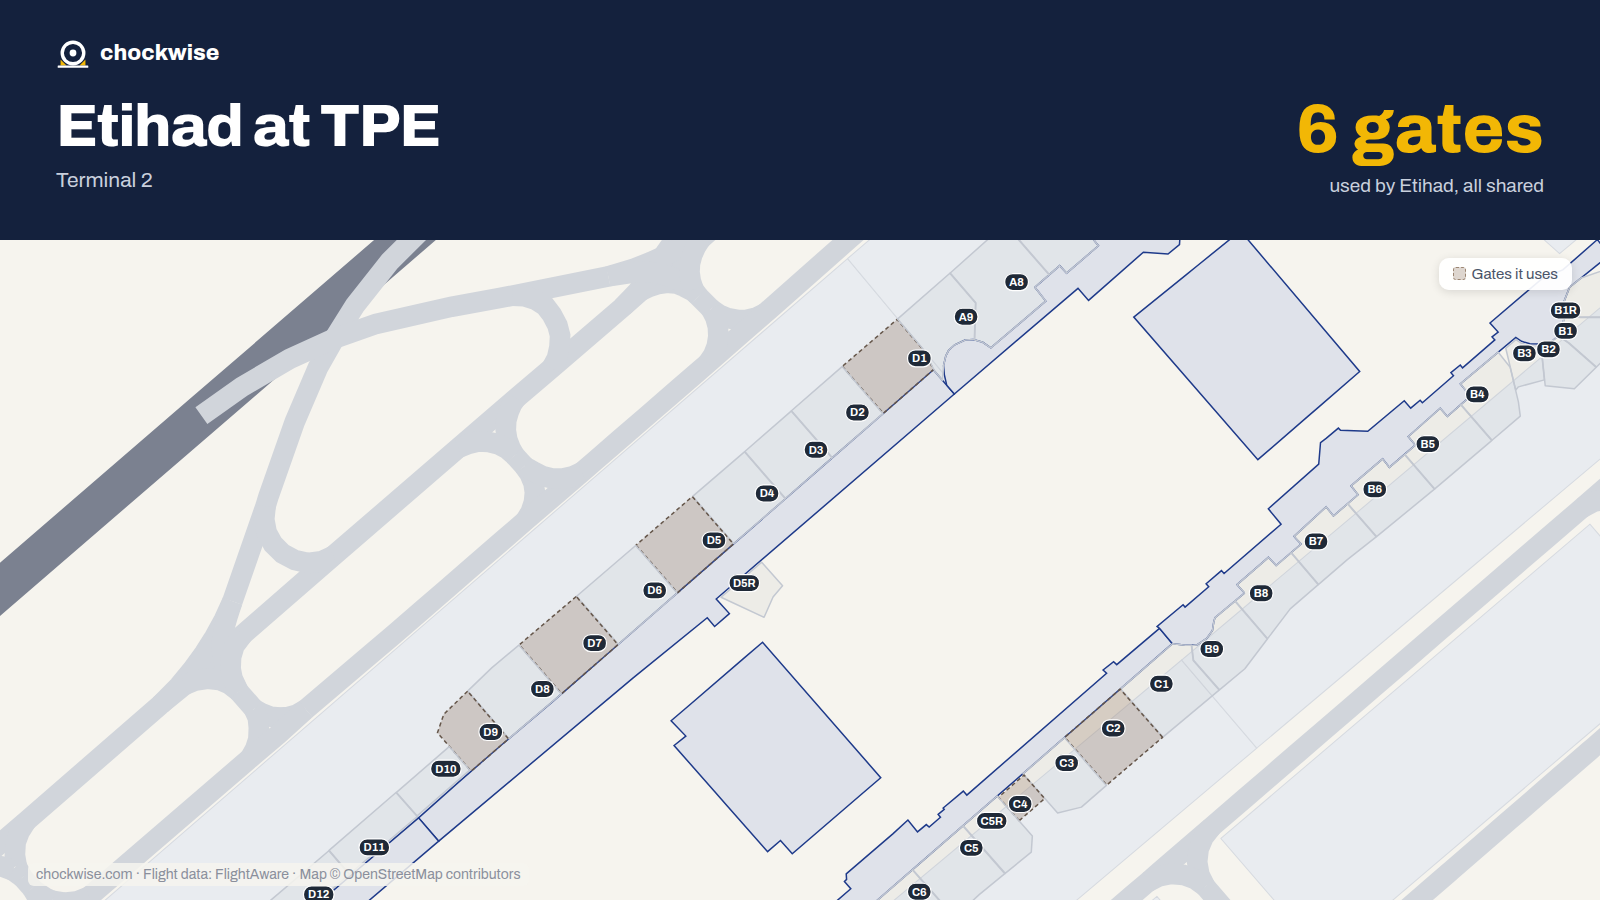 chockwise
Etihad at TPE
Terminal 2
6 gates
used by Etihad, all shared
Gates it uses
A8
A9
D1
D2
D3
D4
D5
D5R
D6
D7
D8
D9
D10
D11
D12
B1R
B1
B2
B3
B4
B5
B6
B7
B8
B9
C1
C2
C3
C4
C5R
C5
C6
chockwise.com · Flight data: FlightAware · Map © OpenStreetMap contributors